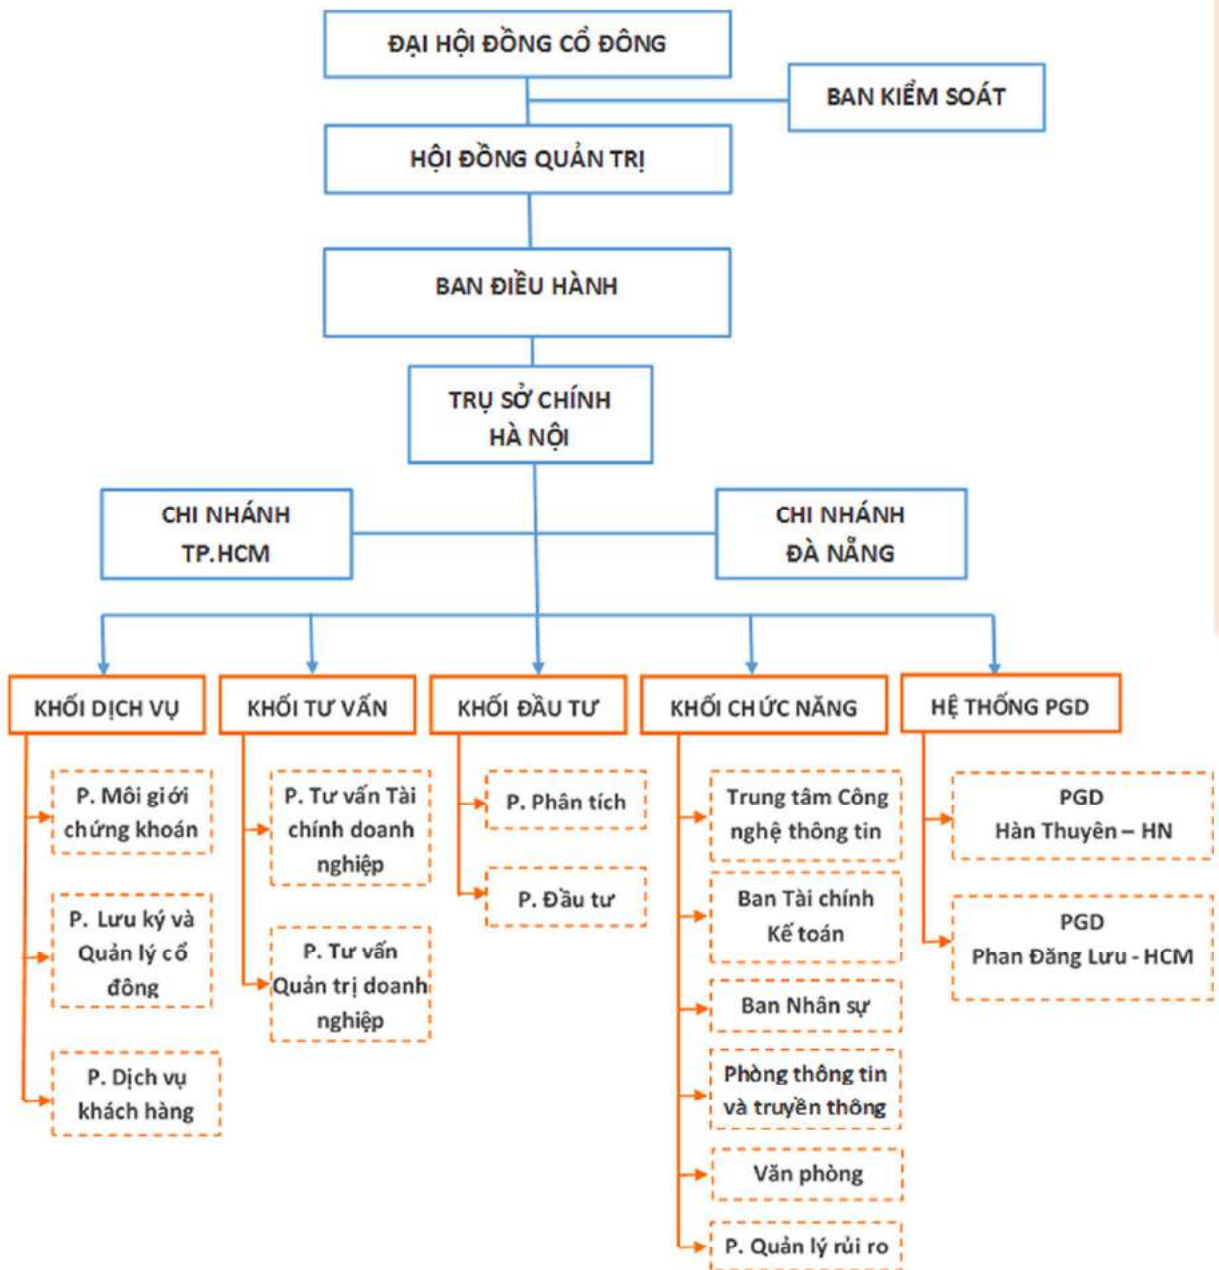 ĐẠI HỘI ĐỒNG CỔ ĐÔNG
BAN KIỂM SOÁT
HỘI ĐỒNG QUẢN TRỊ
BAN ĐIỀU HÀNH
TRỤ SỞ CHÍNH
HÀ NỘI
CHI NHÁNH
TP.HCM
CHI NHÁNH
ĐÀ NẴNG
KHỐI DỊCH VỤ
P. Môi giới
chứng khoán
P. Lưu ký và
Quản lý cổ
đông
P. Dịch vụ
khách hàng
KHỐI TƯ VẤN
P. Tư vấn Tài
chính doanh
nghiệp
P. Tư vấn
Quản trị doanh
nghiệp
KHỐI ĐẦU TƯ
P. Phân tích
P. Đầu tư
KHỐI CHỨC NĂNG
Trung tâm Công
nghệ thông tin
Ban Tài chính
Kế toán
Ban Nhân sự
Phòng thông tin
và truyền thông
Văn phòng
P. Quản lý rủi ro
HỆ THỐNG PGD
PGD
Hàn Thuyên – HN
PGD
Phan Đăng Lưu - HCM